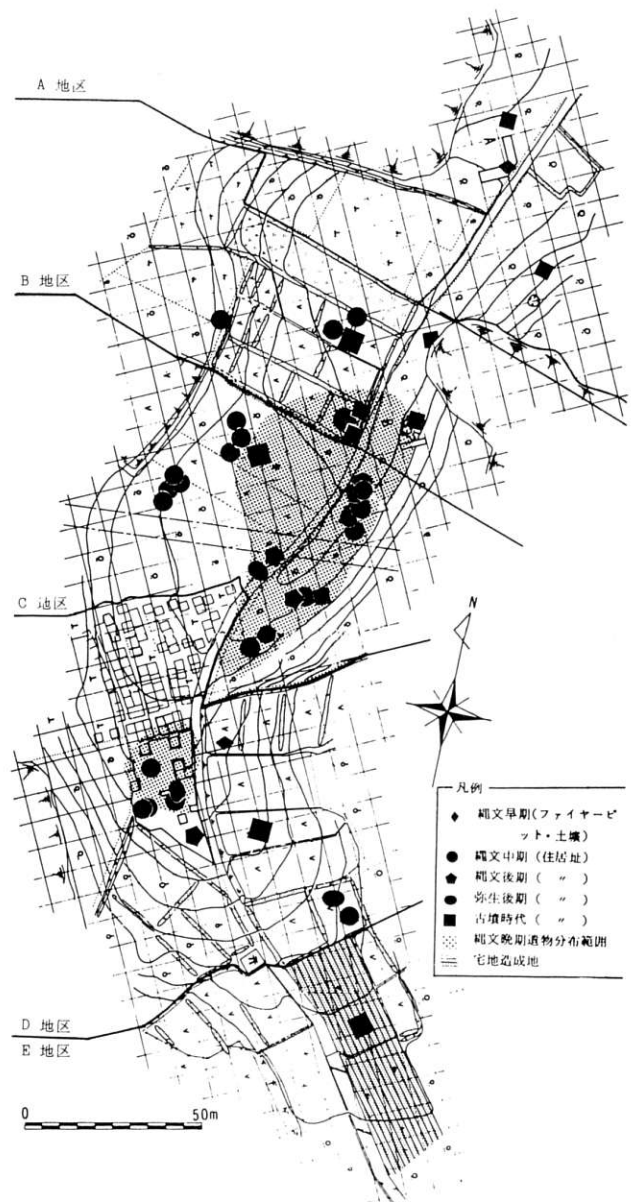 A 地区
B 地区
C 地区
D 地区
E 地区
N
A
凡例
縄文早期(ファイヤーピ
ット・土壙)
縄文中期(住居址)
縄文後期( 〃 )
弥生後期( 〃 )
古墳時代( 〃 )
縄文晩期遺物分布範囲
宅地造成地
0 50m